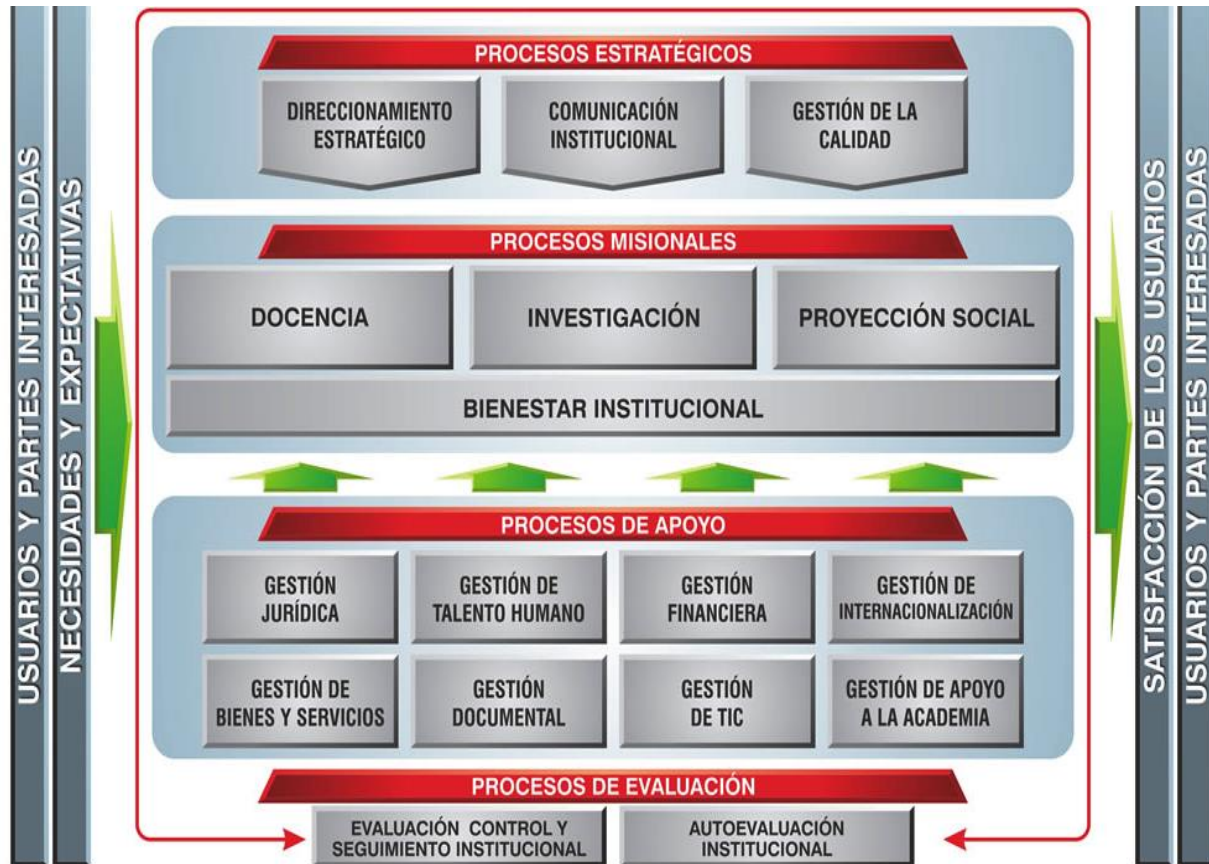 USUARIOS Y PARTES INTERESADAS
NECESIDADES Y EXPECTATIVAS
PROCESOS ESTRATÉGICOS
DIRECCIONAMIENTO
ESTRATÉGICO
COMUNICACIÓN
INSTITUCIONAL
GESTIÓN DE LA
CALIDAD
PROCESOS MISIONALES
DOCENCIA
INVESTIGACIÓN
PROYECCIÓN SOCIAL
BIENESTAR INSTITUCIONAL
PROCESOS DE APOYO
GESTIÓN
JURÍDICA
GESTIÓN DE
TALENTO HUMANO
GESTIÓN
FINANCIERA
GESTIÓN DE
INTERNACIONALIZACIÓN
GESTIÓN DE
BIENES Y SERVICIOS
GESTIÓN
DOCUMENTAL
GESTIÓN
DE TIC
GESTIÓN DE APOYO
A LA ACADEMIA
PROCESOS DE EVALUACIÓN
EVALUACIÓN CONTROL Y
SEGUIMIENTO INSTITUCIONAL
AUTOEVALUACIÓN
INSTITUCIONAL
SATISFACCIÓN DE LOS USUARIOS
USUARIOS Y PARTES INTERESADAS